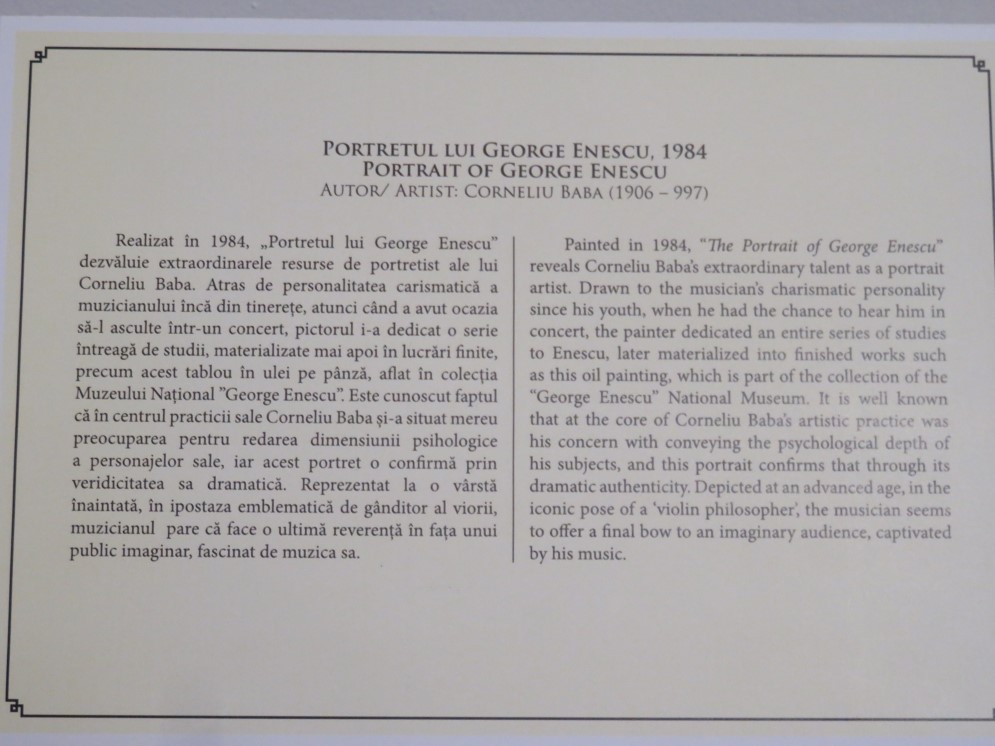 PORTRETUL LUI GEORGE ENESCU, 1984
PORTRAIT OF GEORGE ENESCU
AUTOR/ ARTIST: CORNELIU BABA (1906 – 997)
Realizat în 1984, „Portretul lui George Enescu”
dezvăluie extraordinarele resurse de portretist ale lui
Corneliu Baba. Atras de personalitatea carismatică a
muzicianului încă din tinerețe, atunci când a avut ocazia
să-l asculte într-un concert, pictorul i-a dedicat o serie
întreagă de studii, materializate mai apoi în lucrări finite,
precum acest tablou în ulei pe pânză, aflat în colecția
Muzeului Național ”George Enescu”. Este cunoscut faptul
că în centrul practicii sale Corneliu Baba și-a situat mereu
preocuparea pentru redarea dimensiunii psihologice
a personajelor sale, iar acest portret o confirmă prin
veridicitatea sa dramatică. Reprezentat la o vârstă
înaintată, în ipostaza emblematică de gânditor al viorii,
muzicianul pare că face o ultimă reverență în fața unui
public imaginar, fascinat de muzica sa.
Painted in 1984, “The Portrait of George Enescu”
reveals Corneliu Baba’s extraordinary talent as a portrait
artist. Drawn to the musician’s charismatic personality
since his youth, when he had the chance to hear him in
concert, the painter dedicated an entire series of studies
to Enescu, later materialized into finished works such
as this oil painting, which is part of the collection of the
“George Enescu” National Museum. It is well known
that at the core of Corneliu Baba’s artistic practice was
his concern with conveying the psychological depth of
his subjects, and this portrait confirms that through its
dramatic authenticity. Depicted at an advanced age, in the
iconic pose of a ‘violin philosopher’, the musician seems
to offer a final bow to an imaginary audience, captivated
by his music.